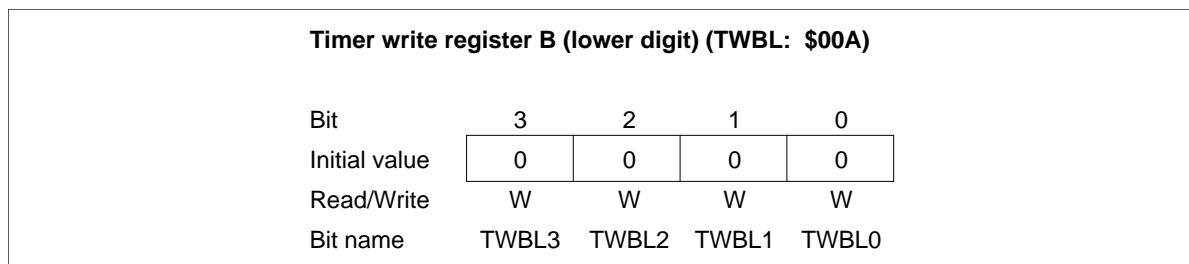 Timer write register B (lower digit) (TWBL: $00A)
Bit 3 2 1 0
Initial value 0 0 0 0
Read/Write W W W W
Bit name TWBL3 TWBL2 TWBL1 TWBL0